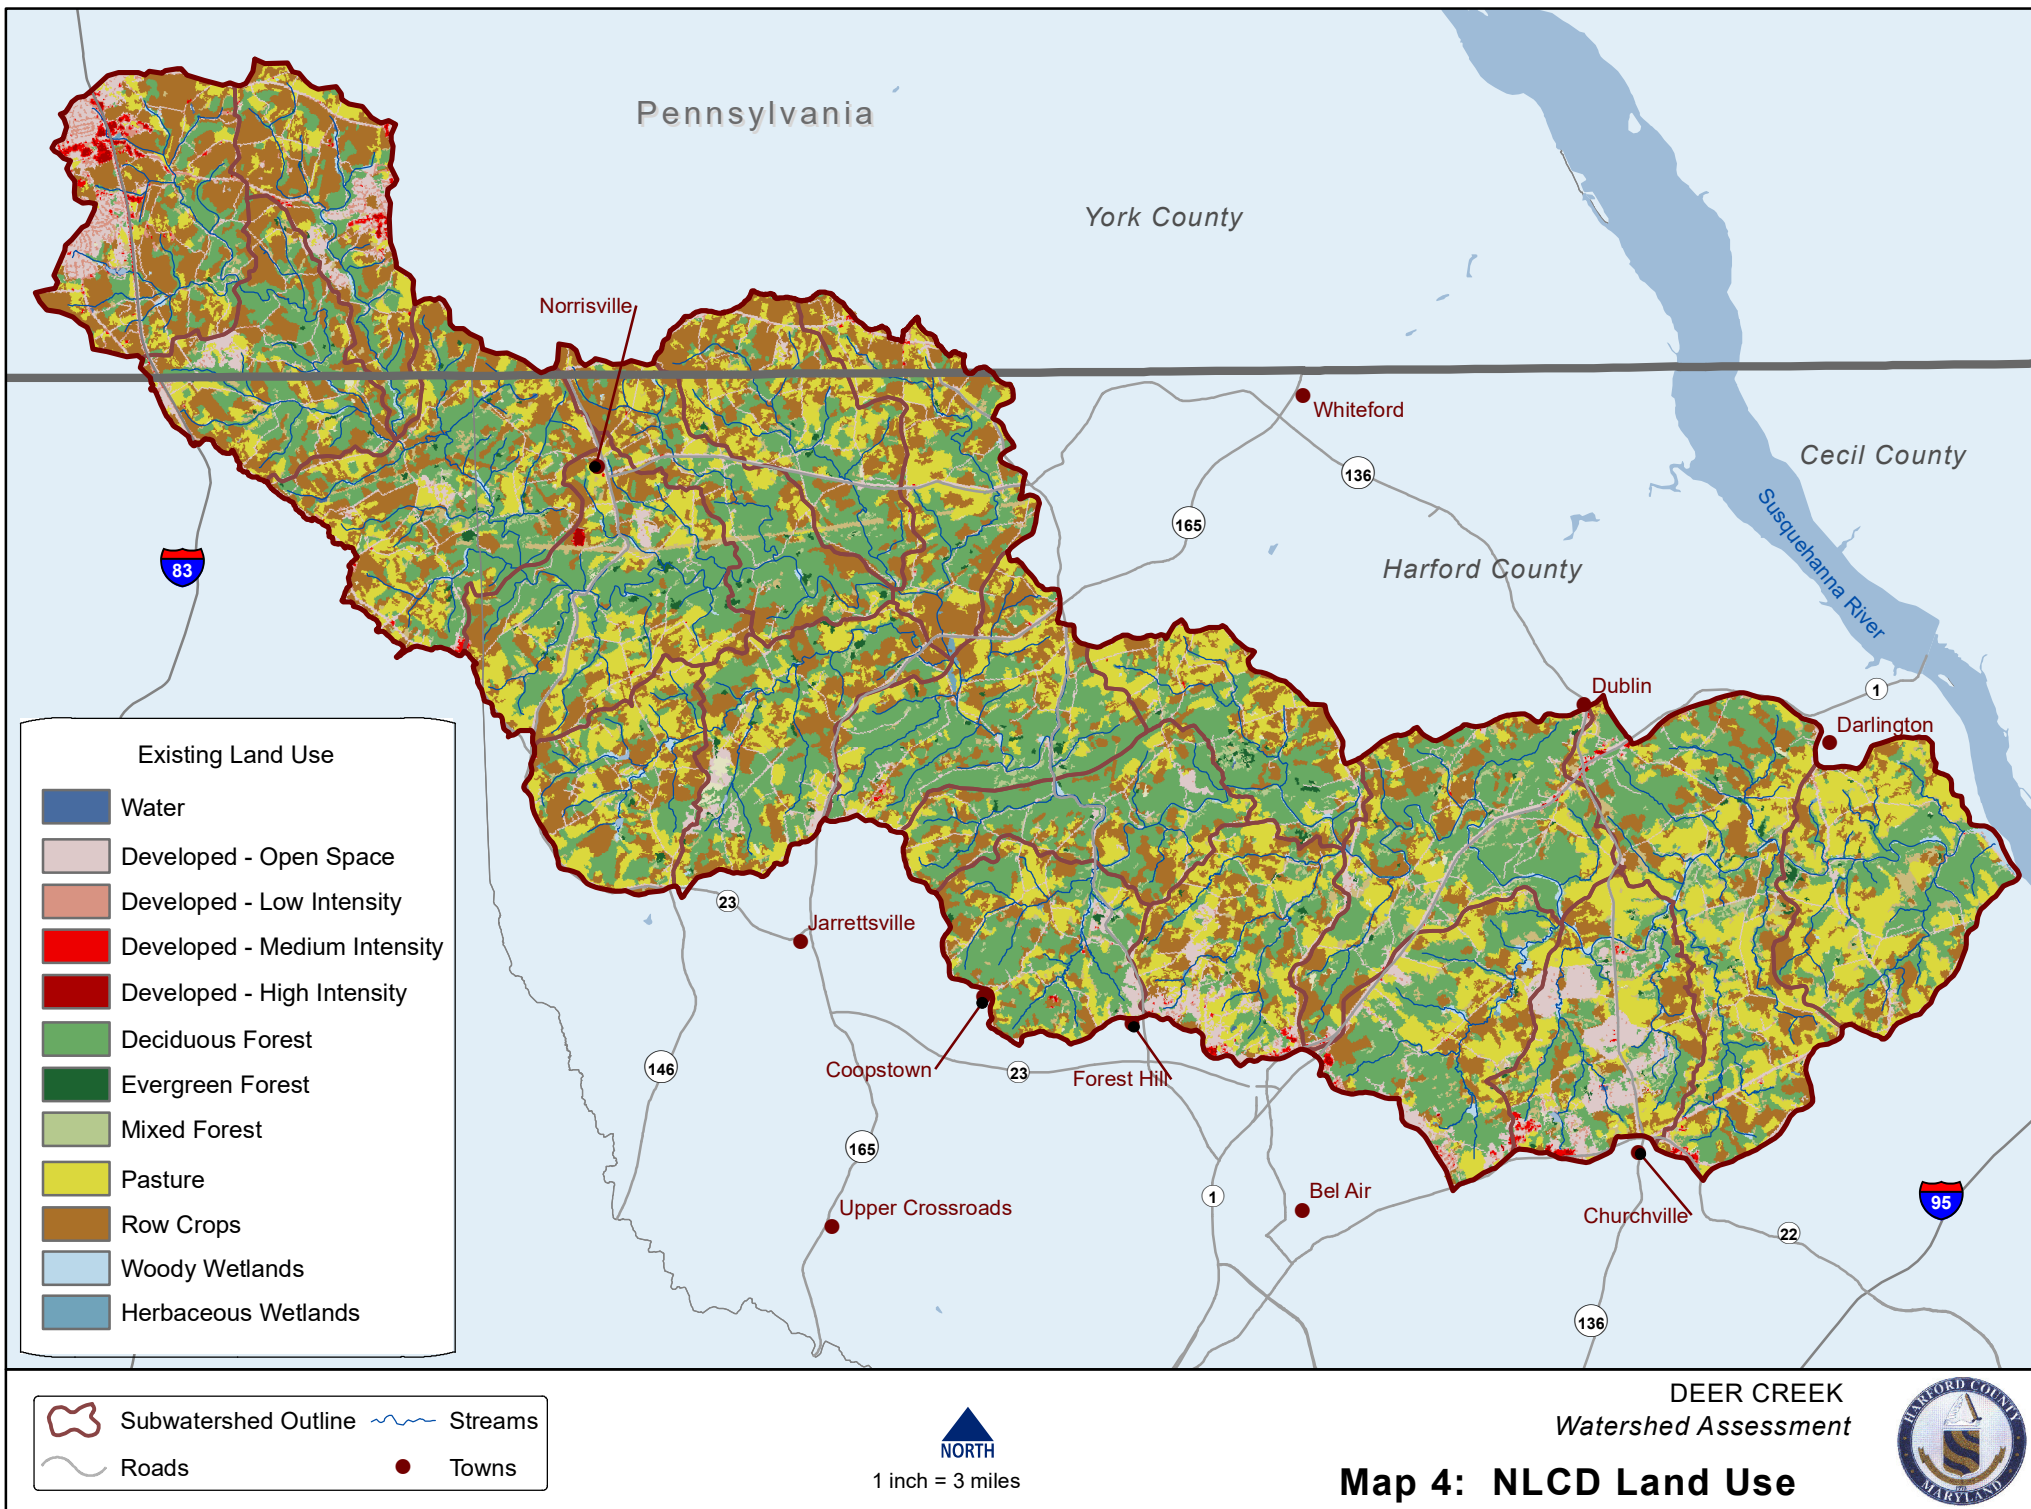 Pennsylvania
York County
Norrisville
Whiteford
136
Cecil County
165
Susquehanna River
83
Harford County
Dublin
1
Darlington
Existing Land Use
Water
Developed - Open Space
Developed - Low Intensity
Developed - Medium Intensity
Developed - High Intensity
Deciduous Forest
Evergreen Forest
Mixed Forest
Pasture
Row Crops
Woody Wetlands
Herbaceous Wetlands
23
Jarrettsville
Coopstown
23
Forest Hill
146
165
Upper Crossroads
1
Bel Air
Churchville
95
22
136
Subwatershed Outline
Streams
Roads
Towns
NORTH
1 inch = 3 miles
DEER CREEK
Watershed Assessment
Map 4: NLCD Land Use
HARFORD COUNTY
MARYLAND